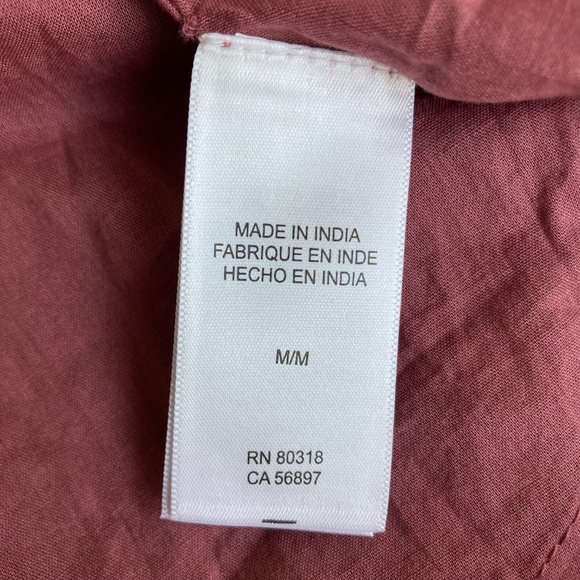 MADE IN INDIA
FABRIQUE EN INDE
HECHO EN INDIA
M/M
RN 80318
CA 56897